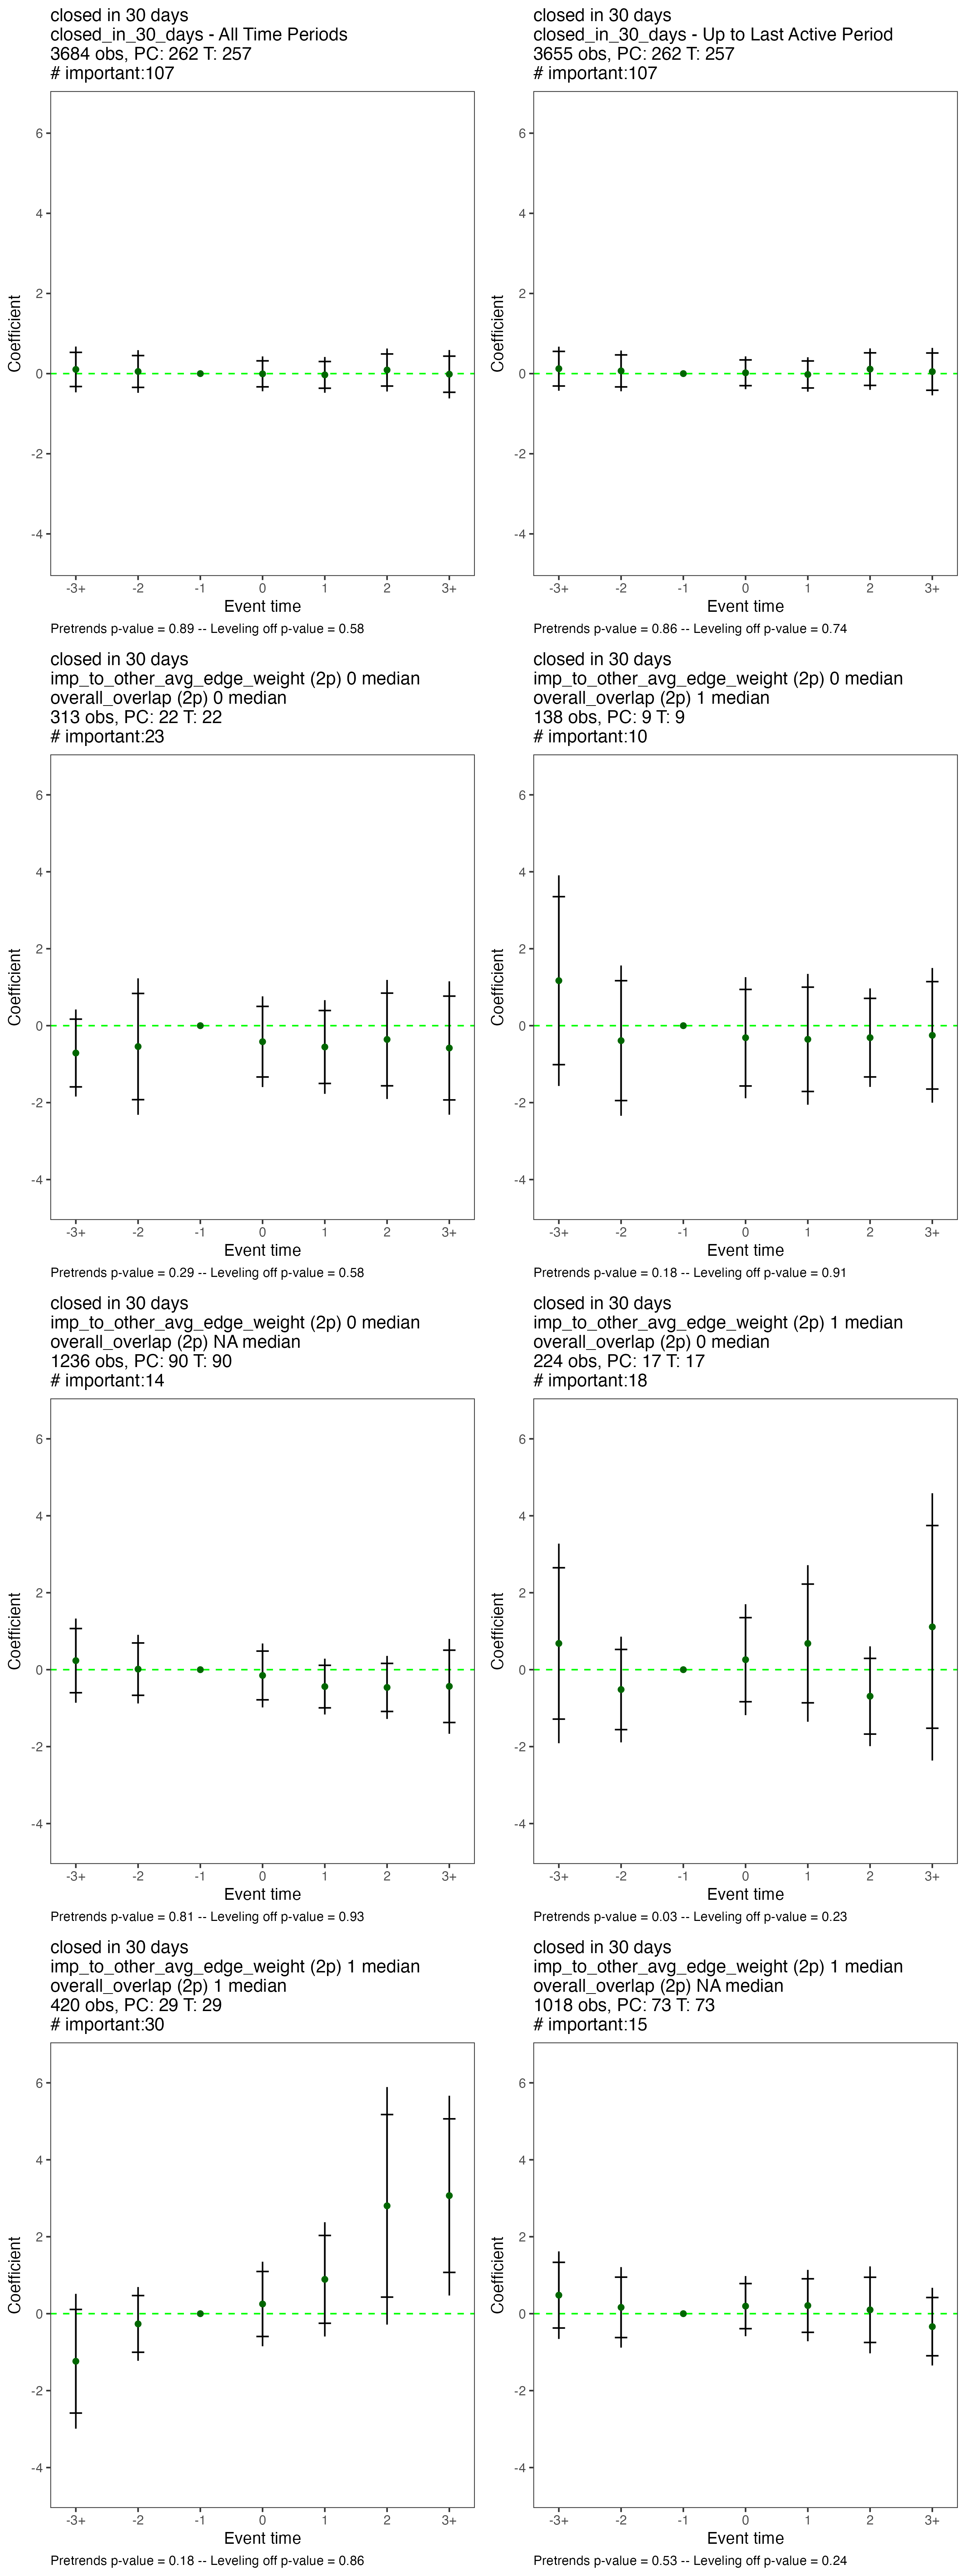 closed in 30 days
closed_in_30_days - All Time Periods
3684 obs, PC: 262 T: 257
# important:107
Coefficient
6
4
2
0
-2
-4
-3+ -2 -1 0 1 2 3+
Event time
Pretrends p-value = 0.89 -- Leveling off p-value = 0.58
closed in 30 days
closed_in_30_days - Up to Last Active Period
3655 obs, PC: 262 T: 257
# important:107
Coefficient
6
4
2
0
-2
-4
-3+ -2 -1 0 1 2 3+
Event time
Pretrends p-value = 0.86 -- Leveling off p-value = 0.74
closed in 30 days
imp_to_other_avg_edge_weight (2p) 0 median
overall_overlap (2p) 0 median
313 obs, PC: 22 T: 22
# important:23
Coefficient
6
4
2
0
-2
-4
-3+ -2 -1 0 1 2 3+
Event time
Pretrends p-value = 0.29 -- Leveling off p-value = 0.58
closed in 30 days
imp_to_other_avg_edge_weight (2p) 0 median
overall_overlap (2p) 1 median
138 obs, PC: 9 T: 9
# important:10
Coefficient
6
4
2
0
-2
-4
-3+ -2 -1 0 1 2 3+
Event time
Pretrends p-value = 0.18 -- Leveling off p-value = 0.91
closed in 30 days
imp_to_other_avg_edge_weight (2p) 0 median
overall_overlap (2p) NA median
1236 obs, PC: 90 T: 90
# important:14
Coefficient
6
4
2
0
-2
-4
-3+ -2 -1 0 1 2 3+
Event time
Pretrends p-value = 0.81 -- Leveling off p-value = 0.93
closed in 30 days
imp_to_other_avg_edge_weight (2p) 1 median
overall_overlap (2p) 0 median
224 obs, PC: 17 T: 17
# important:18
Coefficient
6
4
2
0
-2
-4
-3+ -2 -1 0 1 2 3+
Event time
Pretrends p-value = 0.03 -- Leveling off p-value = 0.23
closed in 30 days
imp_to_other_avg_edge_weight (2p) 1 median
overall_overlap (2p) 1 median
420 obs, PC: 29 T: 29
# important:30
Coefficient
6
4
2
0
-2
-4
-3+ -2 -1 0 1 2 3+
Event time
Pretrends p-value = 0.18 -- Leveling off p-value = 0.86
closed in 30 days
imp_to_other_avg_edge_weight (2p) 1 median
overall_overlap (2p) NA median
1018 obs, PC: 73 T: 73
# important:15
Coefficient
6
4
2
0
-2
-4
-3+ -2 -1 0 1 2 3+
Event time
Pretrends p-value = 0.53 -- Leveling off p-value = 0.24